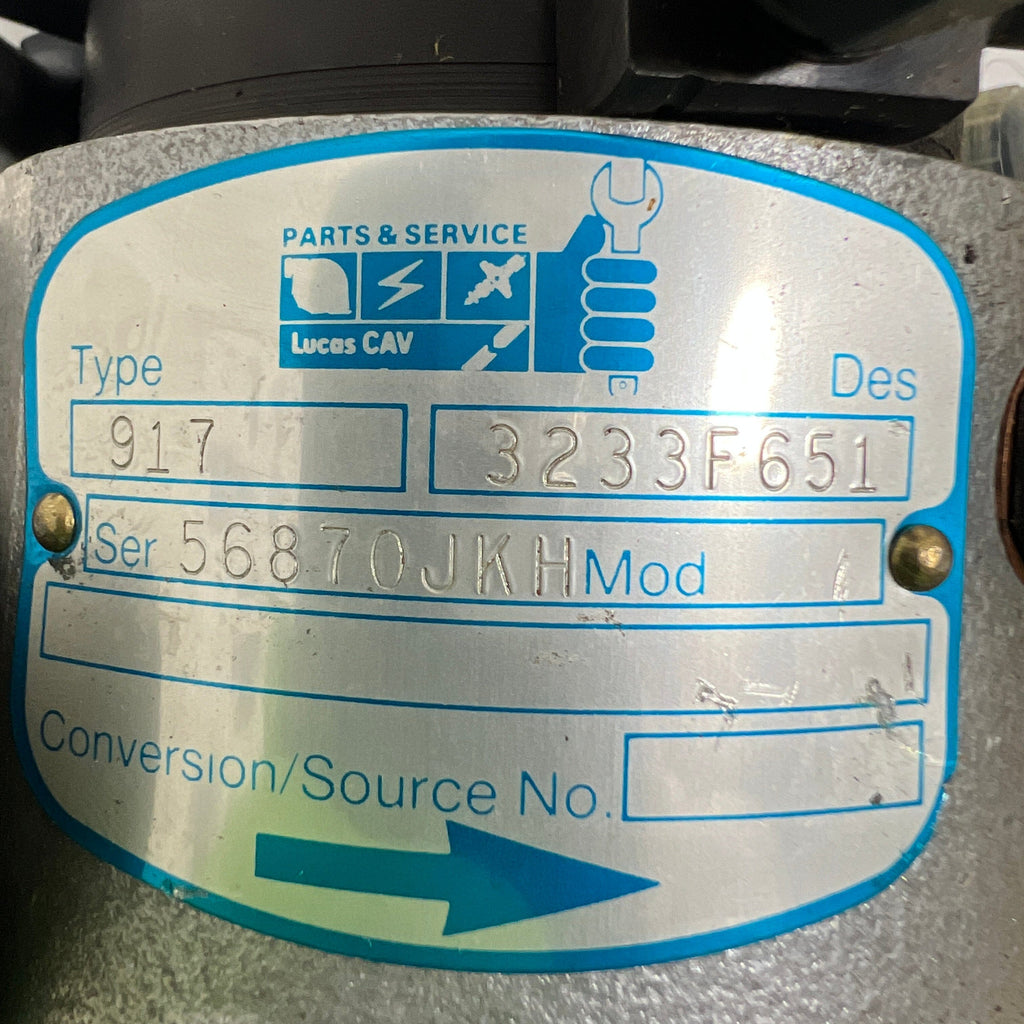 PARTS & SERVICE
Lucas CAV
Type Des
917 3233F651
Ser 56870JKH Mod
Conversion/Source No.